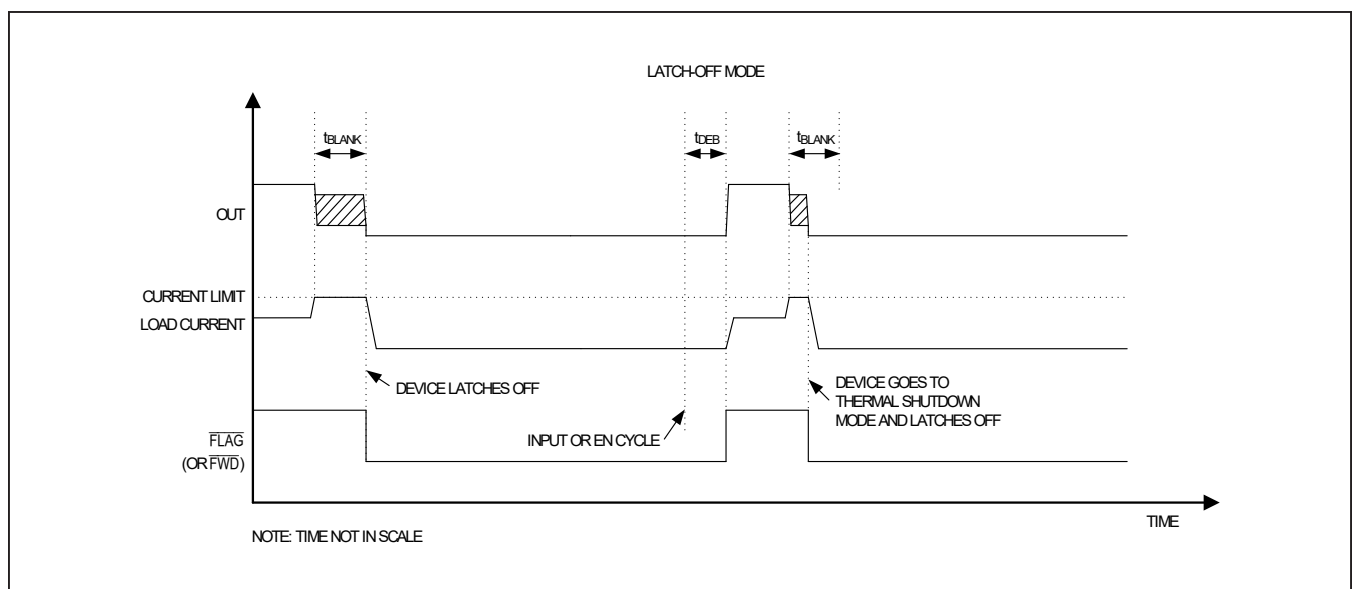 LATCH-OFF MODE
tBLANK
tDEB
tBLANK
OUT
CURRENT LIMIT
LOAD CURRENT
DEVICE LATCHES OFF
DEVICE GOES TO
THERMAL SHUTDOWN
MODE AND LATCHES OFF
INPUT OR EN CYCLE
FLAG
(OR FWD)
TIME
NOTE: TIME NOT IN SCALE